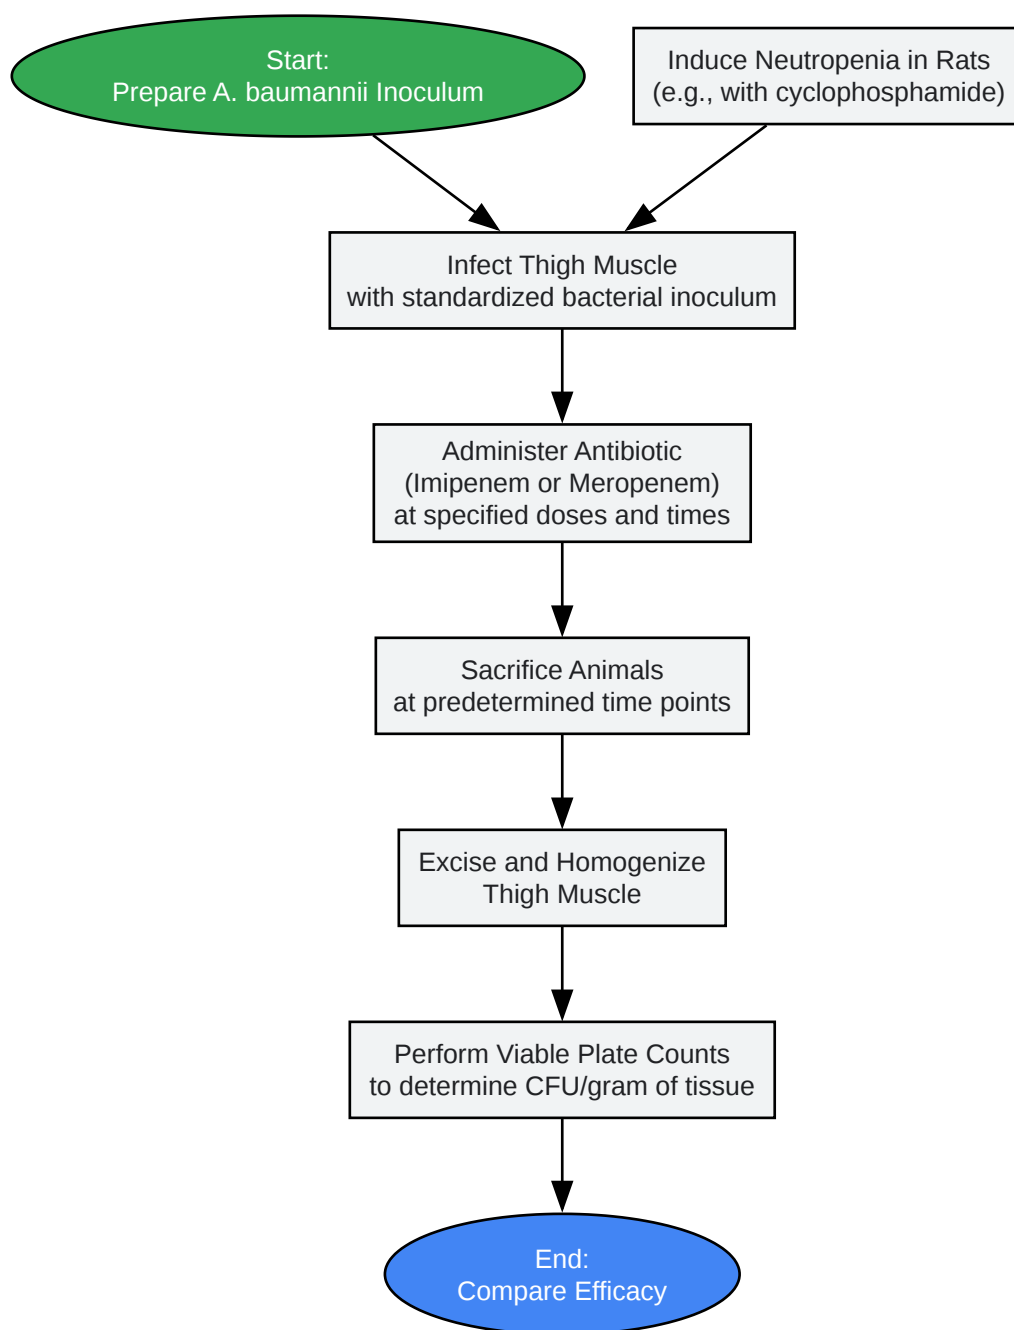 Start:
Prepare A. baumannii Inoculum
Induce Neutropenia in Rats
(e.g., with cyclophosphamide)
Infect Thigh Muscle
with standardized bacterial inoculum
Administer Antibiotic
(Imipenem or Meropenem)
at specified doses and times
Sacrifice Animals
at predetermined time points
Excise and Homogenize
Thigh Muscle
Perform Viable Plate Counts
to determine CFU/gram of tissue
End:
Compare Efficacy